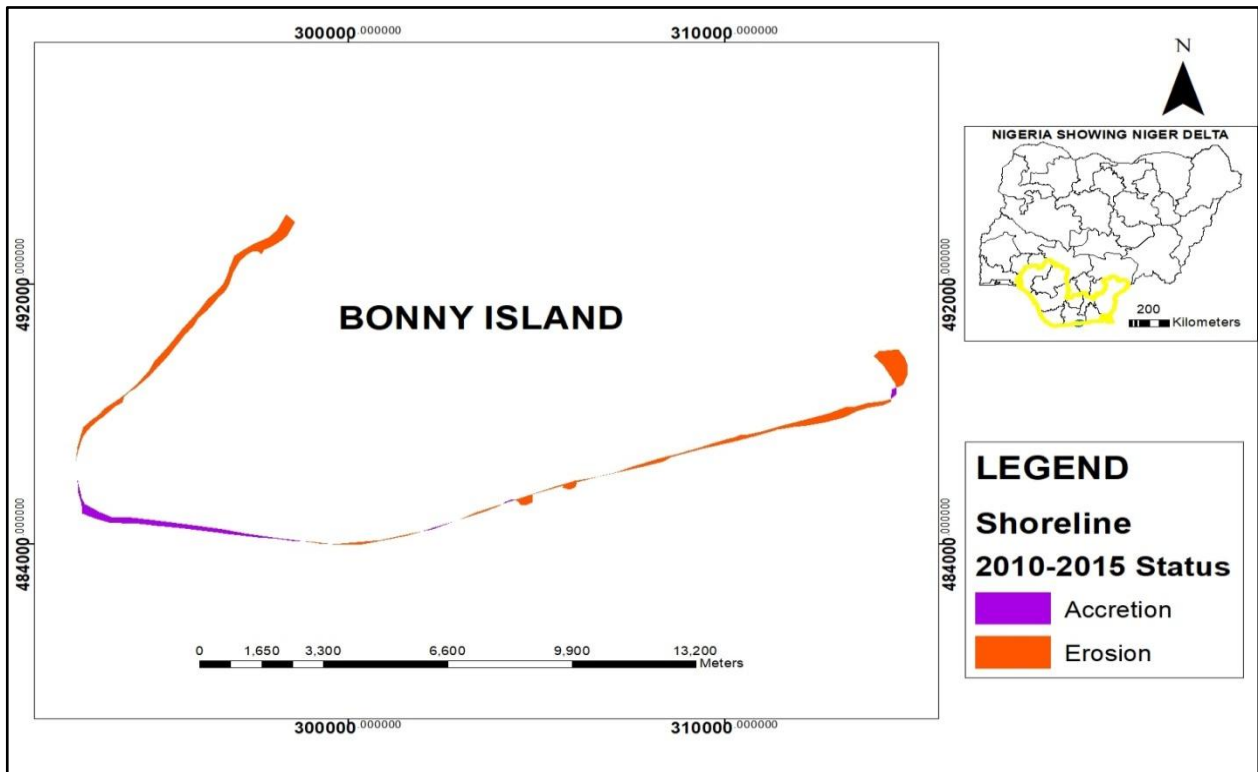 300000.000000
310000.000000
N
NIGERIA SHOWING NIGER DELTA
200
Kilometers
492000.000000
492000.000000
BONNY ISLAND
484000.000000
484000.000000
LEGEND
Shoreline
2010-2015 Status
Accretion
Erosion
0 1,650 3,300 6,600 9,900 13,200
Meters
300000.000000
310000.000000